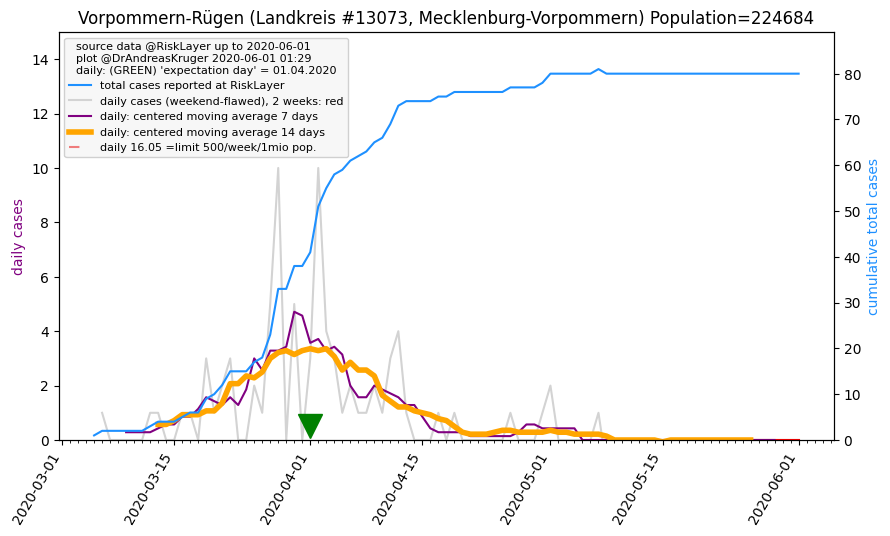 Vorpommern-Rügen (Landkreis #13073, Mecklenburg-Vorpommern) Population=224684
source data @RiskLayer up to 2020-06-01
plot @DrAndreasKruger 2020-06-01 01:29
daily: (GREEN) 'expectation day' = 01.04.2020
total cases reported at RiskLayer
daily cases (weekend-flawed), 2 weeks: red
daily: centered moving average 7 days
daily: centered moving average 14 days
daily 16.05 =limit 500/week/1mio pop.
daily cases
14
12
10
8
6
4
2
0
cumulative total cases
80
70
60
50
40
30
20
10
0
2020-03-01
2020-03-15
2020-04-01
2020-04-15
2020-05-01
2020-05-15
2020-06-01